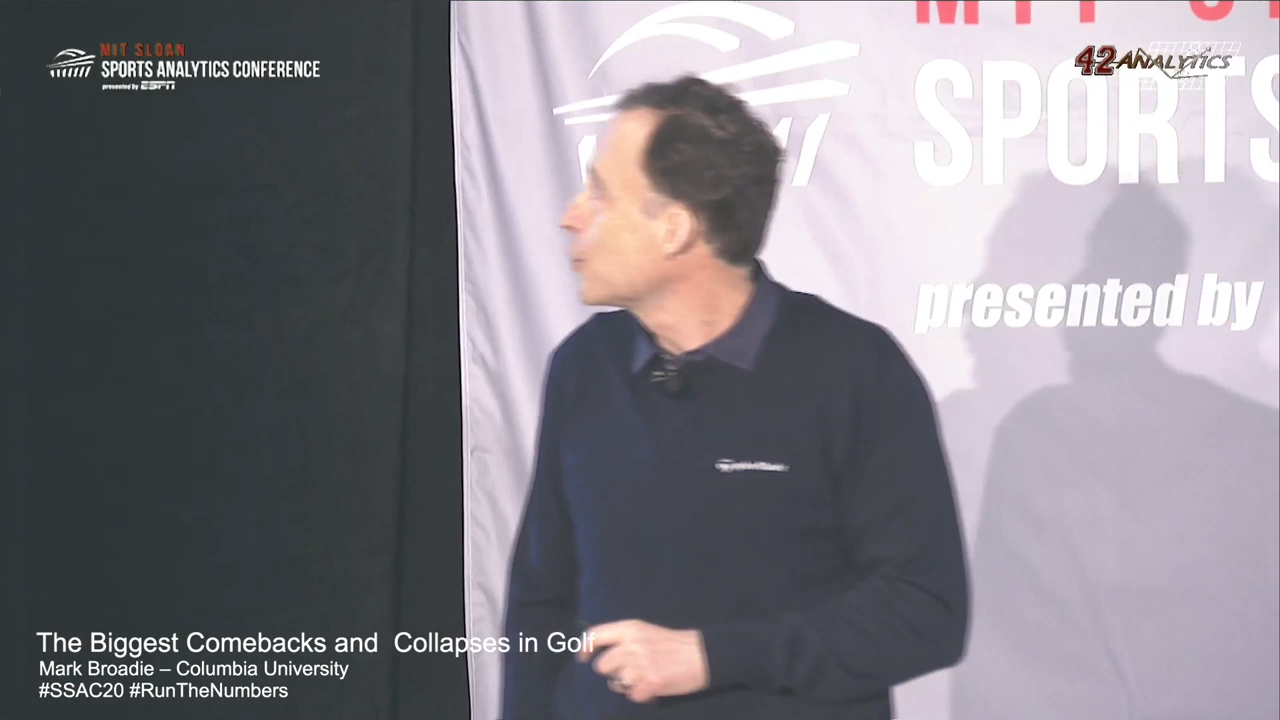 MIT SLOAN
SPORTS ANALYTICS CONFERENCE
presented by ESPN
42 ANALYTICS
SPORTS
presented by
The Biggest Comebacks and  Collapses in Golf
Mark Broadie – Columbia University
#SSAC20 #RunTheNumbers